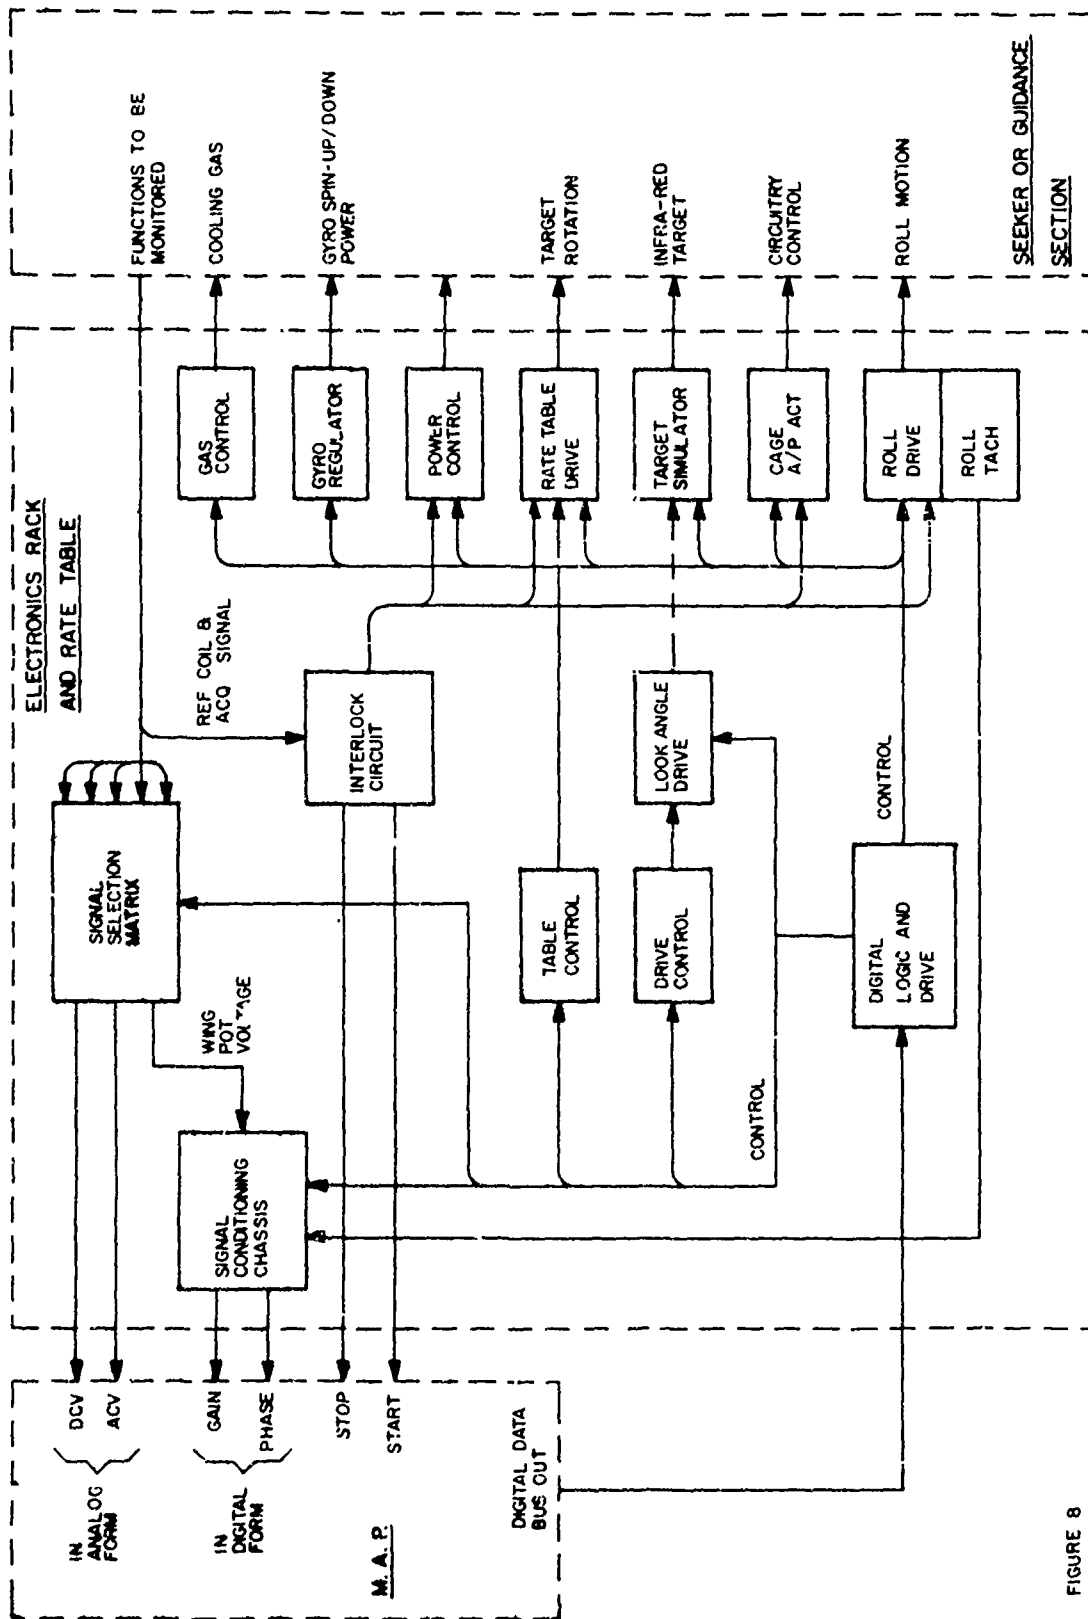 ELECTRONICS RACK
AND RATE TABLE
IN
ANALOG
FORM
DCV
ACV
IN
DIGITAL
FORM
GAIN
PHASE
STOP
START
M. A. P.
DIGITAL DATA
BUS OUT
SIGNAL
SELECTION
MATRIX
WING
POT
VOLTAGE
SIGNAL
CONDITIONING
CHASSIS
REF COIL &
ACQ SIGNAL
INTERLOCK
CIRCUIT
TABLE
CONTROL
DRIVE
CONTROL
LOOK ANGLE
DRIVE
CONTROL
DIGITAL
LOGIC AND
DRIVE
CONTROL
GAS
CONTROL
GYRO
REGULATOR
POWER
CONTROL
RATE TABLE
DRIVE
TARGET
SIMULATOR
CAGE
A/P ACT
ROLL
DRIVE
ROLL
TACH
FUNCTIONS TO BE
MONITORED
COOLING GAS
GYRO SPIN-UP/DOWN
POWER
TARGET
ROTATION
INFRA-RED
TARGET
CIRCUITRY
CONTROL
ROLL MOTION
SEEKER OR GUIDANCE
SECTION
FIGURE 8